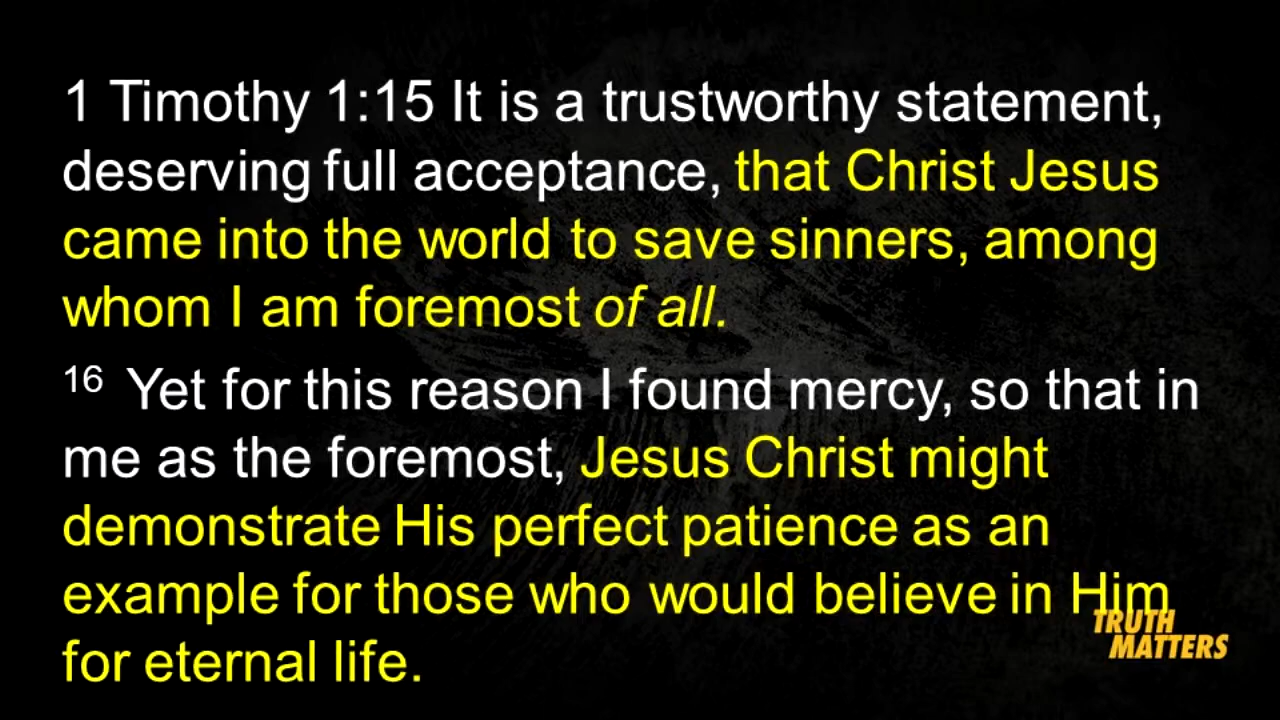 1 Timothy 1:15 It is a trustworthy statement,
deserving full acceptance, that Christ Jesus
came into the world to save sinners, among
whom I am foremost of all.
16 Yet for this reason I found mercy, so that in
me as the foremost, Jesus Christ might
demonstrate His perfect patience as an
example for those who would believe in Him
for eternal life.
TRUTH
MATTERS